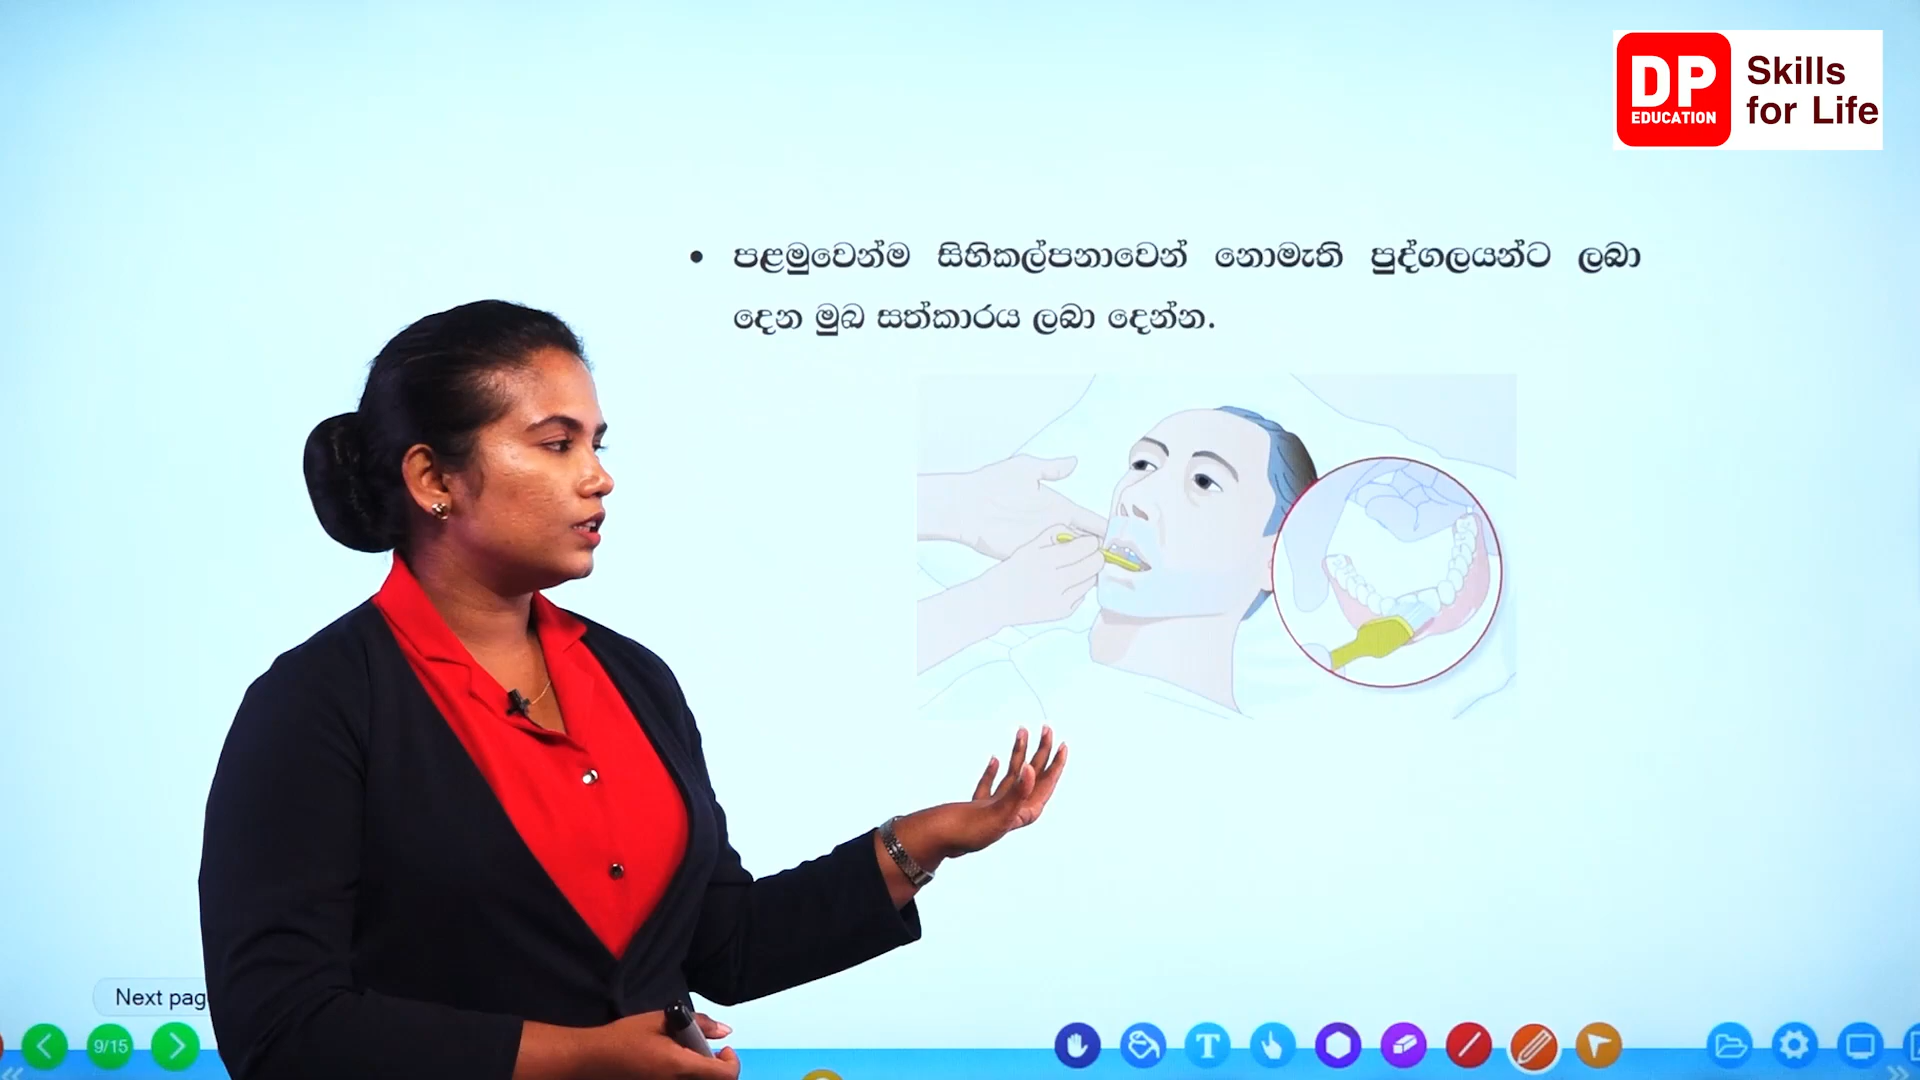 DP
EDUCATION
Skills
for Life
• පළමුවෙන්ම සිහිකල්පනාවෙන් නොමැති පුද්ගලයන්ට ලබා
දෙන මුඛ සත්කාරය ලබා දෙන්න.
Next pag
9/15
T